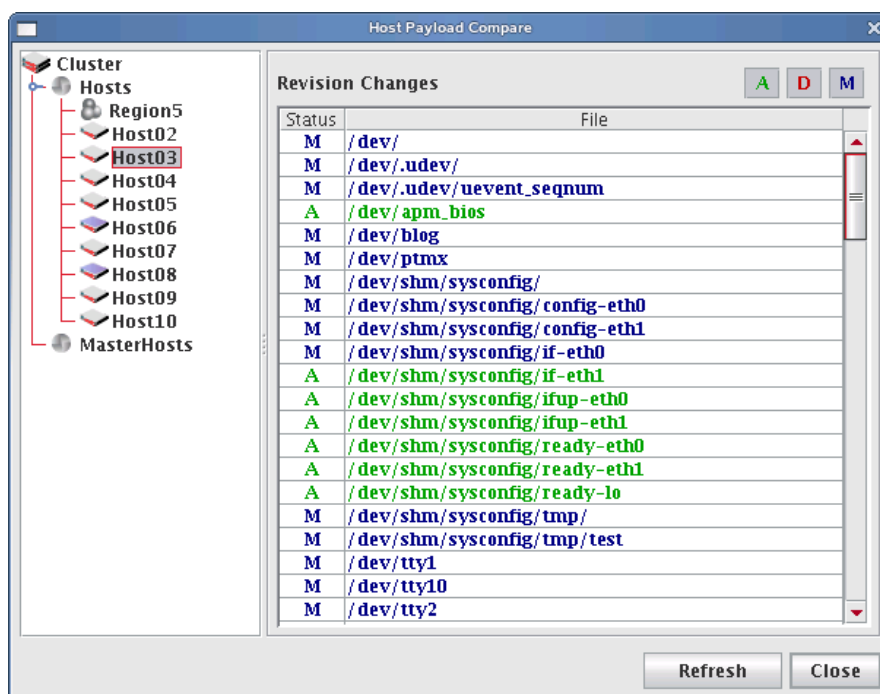 Host Payload Compare
Cluster
Hosts
Region5
Host02
Host03
Host04
Host05
Host06
Host07
Host08
Host09
Host10
MasterHosts
Revision Changes
A D M
Status File
M /dev/
M /dev/.udev/
M /dev/.udev/uevent_seqnum
A /dev/apm_bios
M /dev/blog
M /dev/ptmx
M /dev/shm/sysconfig/
M /dev/shm/sysconfig/config-eth0
M /dev/shm/sysconfig/config-eth1
M /dev/shm/sysconfig/if-eth0
A /dev/shm/sysconfig/if-eth1
A /dev/shm/sysconfig/ifup-eth0
A /dev/shm/sysconfig/ifup-eth1
A /dev/shm/sysconfig/ready-eth0
A /dev/shm/sysconfig/ready-eth1
A /dev/shm/sysconfig/ready-lo
M /dev/shm/sysconfig/tmp/
M /dev/shm/sysconfig/tmp/test
M /dev/tty1
M /dev/tty10
M /dev/tty2
Refresh Close